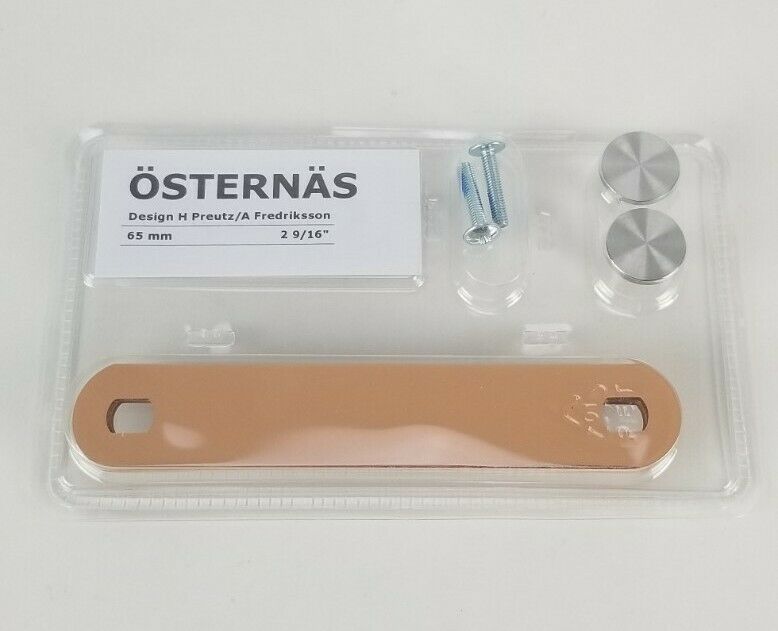 ÖSTERNÄS
Design H Preutz/A Fredriksson
65 mm 2 9/16"